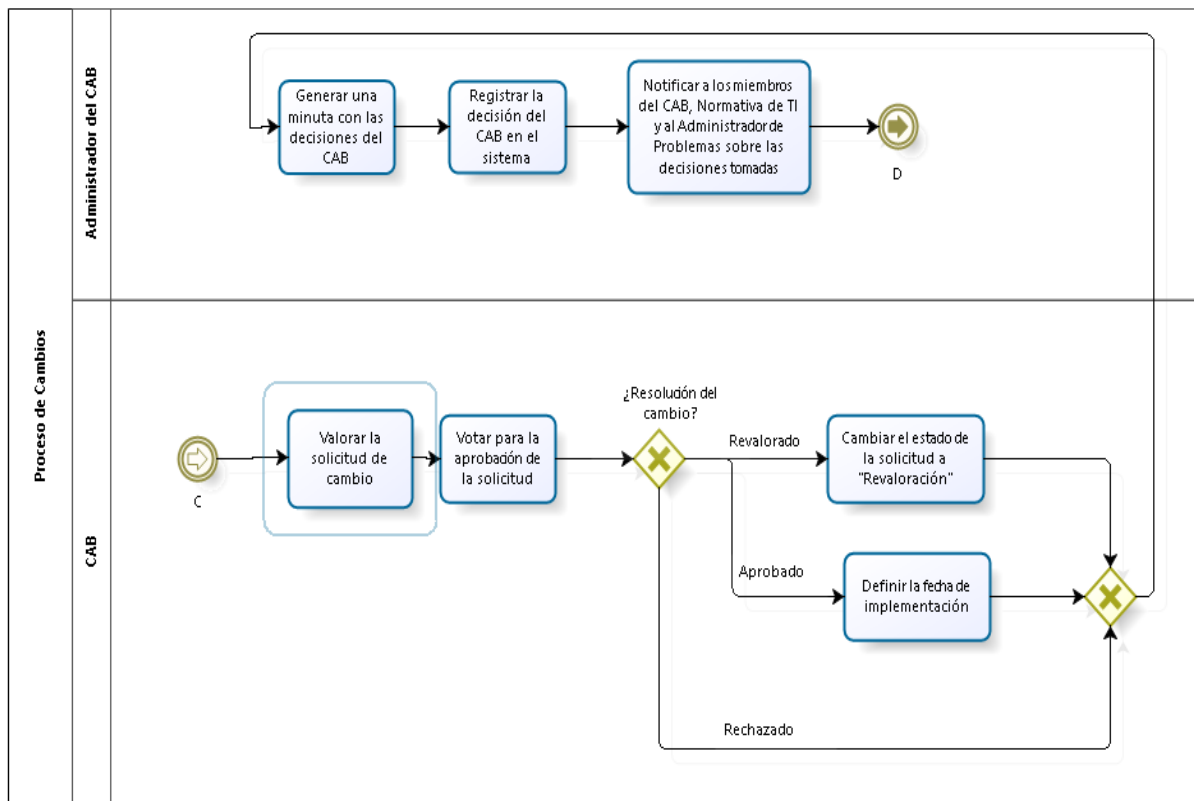 Proceso de Cambios
Administrador del CAB
Generar una
minuta con las
decisiones del
CAB
Registrar la
decisión del
CAB en el
sistema
Notificar a los miembros
del CAB, Normativa de TI
y al Administrador de
Problemas sobre las
decisiones tomadas
D
CAB
C
Valorar la
solicitud de
cambio
Votar para la
aprobación de
la solicitud
¿Resolución del
cambio?
Revalorado
Cambiar el estado de
la solicitud a
"Revaloración"
Aprobado
Definir la fecha de
implementación
Rechazado